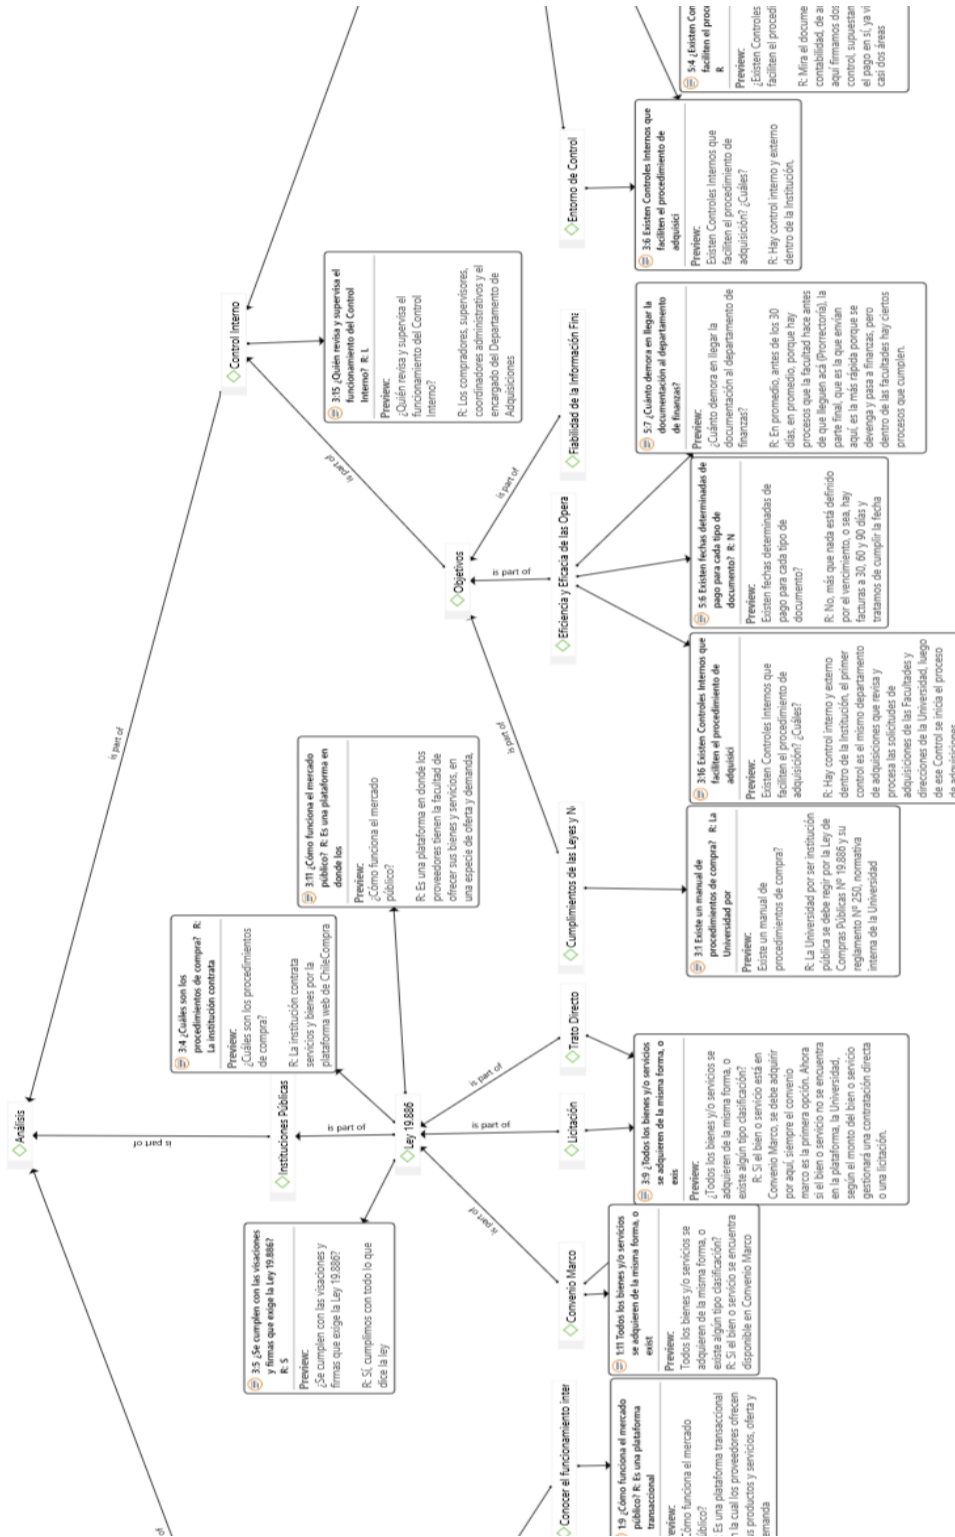 Análisis
is part of
is part of
of
Control Interno
3:15 ¿Quién revisa y supervisa el
funcionamiento del Control
Interno? R: L
Preview:
¿Quién revisa y supervisa el
funcionamiento del Control
Interno?
R: Los compradores, supervisores,
coordinadores administrativos y el
encargado del Departamento de
Adquisiciones
is part of
Instituciones Públicas
3:4 ¿Cuáles son los
procedimientos de compra? R:
La institución contrata
Preview:
¿Cuáles son los procedimientos
de compra?
R: La institución contrata
servicios y bienes por la
plataforma web de ChileCompra
is part of
3:5 ¿Se cumplen con las visaciones
y firmas que exige la Ley 19.886?
R: S
Preview:
¿Se cumplen con las visaciones y
firmas que exige la Ley 19.886?
R: Sí, cumplimos con todo lo que
dice la ley
Ley 19.886
3:11 ¿Cómo funciona el mercado
público? R: Es una plataforma en
donde los
Preview:
¿Cómo funciona el mercado
público?
R: Es una plataforma en donde los
proveedores tienen la facultad de
ofrecer sus bienes y servicios, en
una especie de oferta y demanda,
Objetivos
is part of
is part of
is part of
is part of
is part of
is part of
Conocer el funcionamiento inter
Convenio Marco
Licitación
Trato Directo
Cumplimientos de las Leyes y N
Eficiencia y Eficacia de las Opera
Fiabilidad de la Información Fina
Entorno de Control
1:9 ¿Cómo funciona el mercado
público? R: Es una plataforma
transaccional
eview:
ómo funciona el mercado
úblico?
Es una plataforma transaccional
n la cual los proveedores ofrecen
us productos y servicios, oferta y
emanda
1:11 Todos los bienes y/o servicios
se adquieren de la misma forma, o
exist
Preview:
Todos los bienes y/o servicios se
adquieren de la misma forma, o
existe algún tipo clasificación?
R: Si el bien o servicio se encuentra
disponible en Convenio Marco
3:9 ¿Todos los bienes y/o servicios
se adquieren de la misma forma, o
exis
Preview:
¿Todos los bienes y/o servicios se
adquieren de la misma forma, o
existe algún tipo clasificación?
R: Si el bien o servicio está en
Convenio Marco, se debe adquirir
por aquí, siempre el convenio
marco es la primera opción. Ahora
si el bien o servicio no se encuentra
en la plataforma, la Universidad,
según el monto del bien o servicio
gestionará una contratación directa
o una licitación.
3:1 Existe un manual de
procedimientos de compra? R: La
Universidad por
Preview:
Existe un manual de
procedimientos de compra?
R: La Universidad por ser institución
pública se debe regir por la Ley de
Compras Públicas Nº 19.886 y su
reglamento Nº 250, normativa
interna de la Universidad
3:16 Existen Controles Internos que
faciliten el procedimiento de
adquisici
Preview:
Existen Controles Internos que
faciliten el procedimiento de
adquisición? ¿Cuáles?
R: Hay control interno y externo
dentro de la Institución, el primer
control es el mismo departamento
de adquisiciones que revisa y
procesa las solicitudes de
adquisiciones de las Facultades y
direcciones de la Universidad, luego
de ese Control se inicia el proceso
5:6 Existen fechas determinadas de
pago para cada tipo de
documento? R: N
Preview:
Existen fechas determinadas de
pago para cada tipo de
documento?
R: No, más que nada está definido
por el vencimiento, o sea, hay
facturas a 30, 60 y 90 días y
tratamos de cumplir la fecha
5:7 ¿Cuánto demora en llegar la
documentación al departamento
de finanzas?
Preview:
¿Cuánto demora en llegar la
documentación al departamento de
finanzas?
R: En promedio, antes de los 30
días, en promedio, porque hay
procesos que la facultad hace antes
de que lleguen acá (Prorrectoría), la
parte final, que es la que envían
aquí, es la más rápida porque se
devenga y pasa a finanzas, pero
dentro de las facultades hay ciertos
procesos que cumplen.
3:6 Existen Controles Internos que
faciliten el procedimiento de
adquisici
Preview:
Existen Controles Internos que
faciliten el procedimiento de
adquisición? ¿Cuáles?
R: Hay control interno y externo
dentro de la Institución,
5:4 ¿Existen Con
faciliten el proce
R
Preview:
¿Existen Controles
faciliten el procedi
R: Mira el docume
contabilidad, de a
aquí firmamos dos
control, supuestan
el pago en sí, ya vi
casi dos áreas